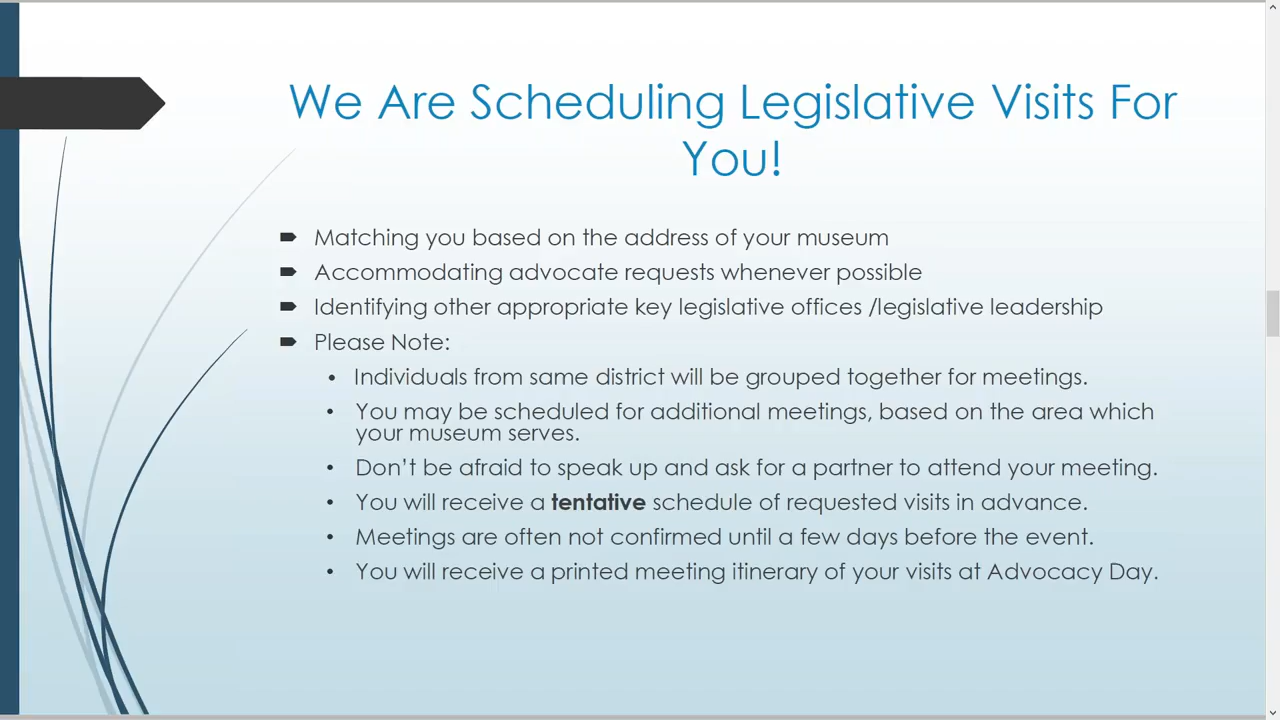 We Are Scheduling Legislative Visits For
You!
Matching you based on the address of your museum
Accommodating advocate requests whenever possible
Identifying other appropriate key legislative offices /legislative leadership
Please Note:
• Individuals from same district will be grouped together for meetings.
• You may be scheduled for additional meetings, based on the area which
your museum serves.
• Don’t be afraid to speak up and ask for a partner to attend your meeting.
• You will receive a tentative schedule of requested visits in advance.
• Meetings are often not confirmed until a few days before the event.
• You will receive a printed meeting itinerary of your visits at Advocacy Day.